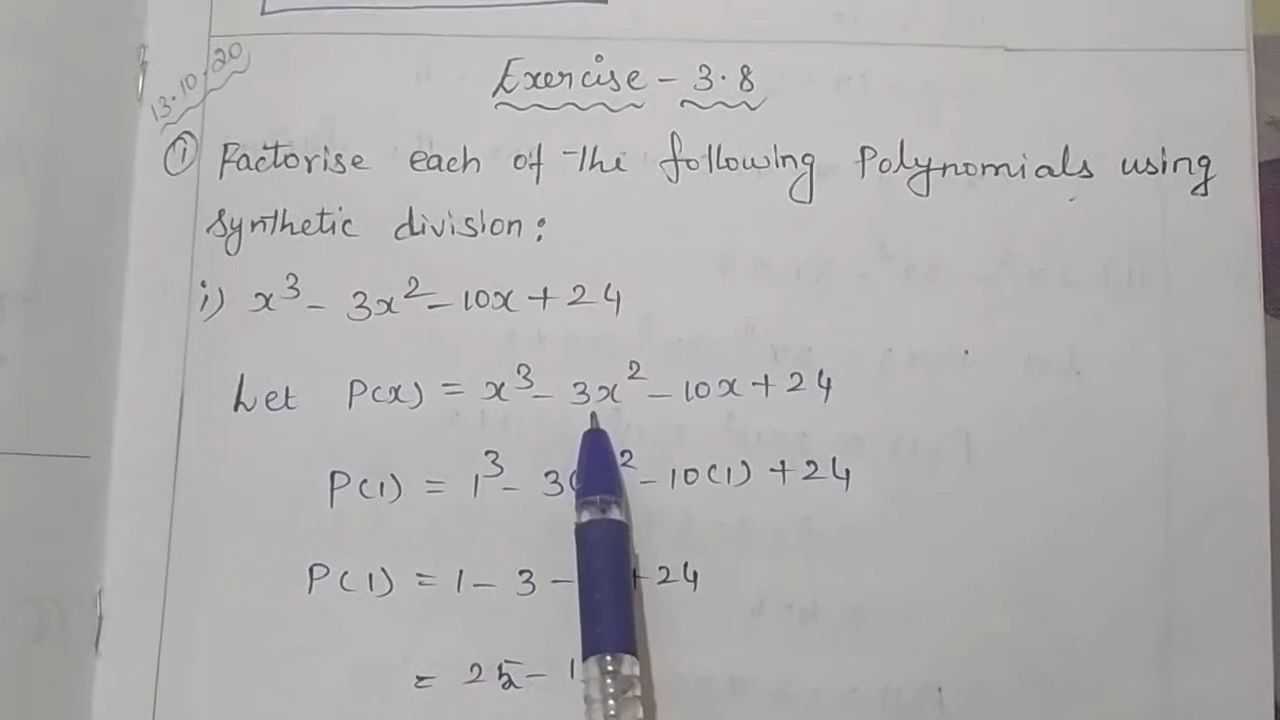 13.10.20
Exercise - 3.8
① Factorise each of the following Polynomials using
synthetic division:
i) x³ - 3x² - 10x + 24
Let P(x) = x³ - 3x² - 10x + 24
P(1) = 1³ - 3( ² - 10(1) + 24
P(1) = 1 - 3 - + 24
= 25 - 1